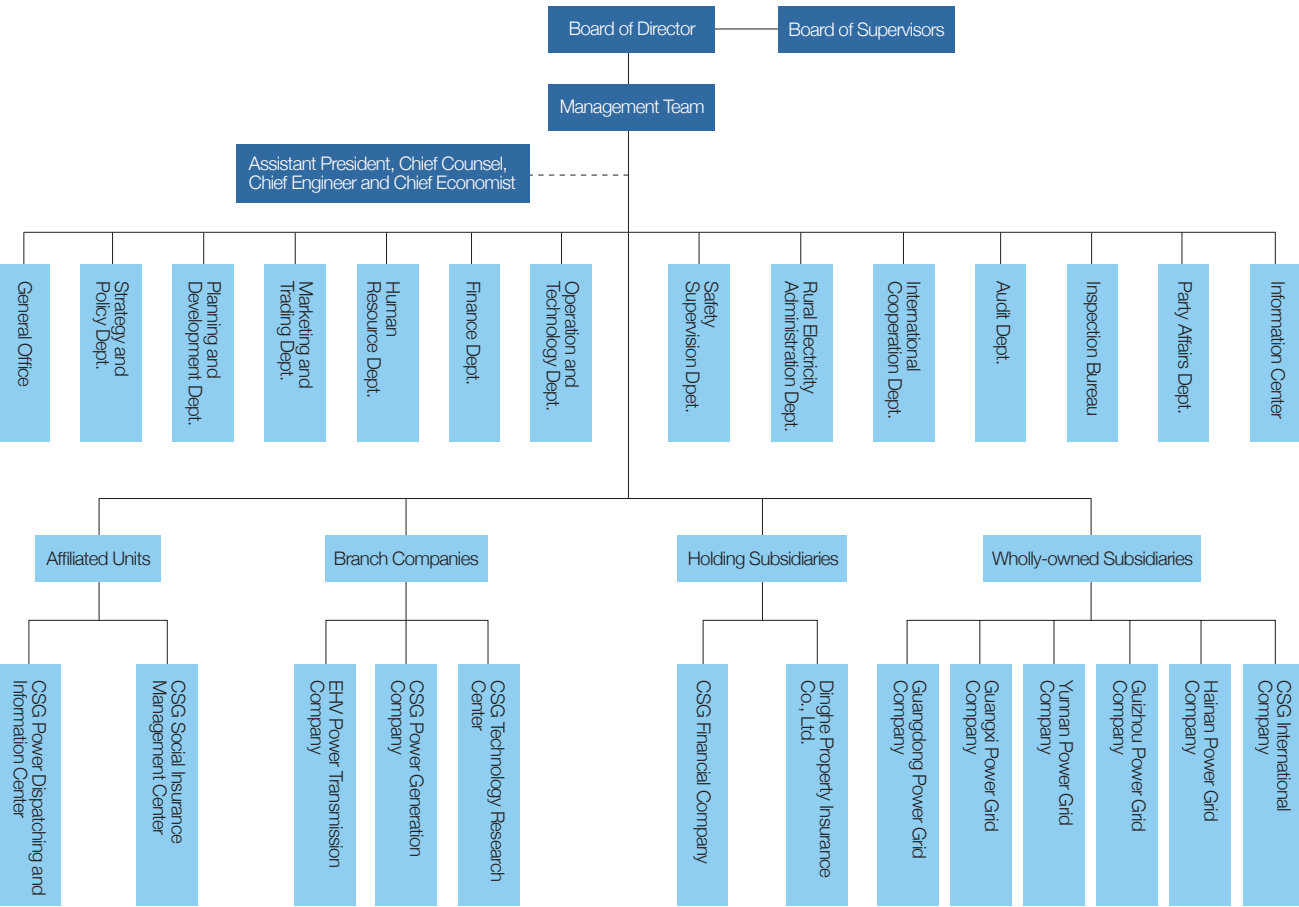 Board of Director
Board of Supervisors
Management Team
Assistant President, Chief Counsel,
Chief Engineer and Chief Economist
General Office
Strategy and
Policy Dept.
Planning and
Development Dept.
Marketing and
Trading Dept.
Human
Resource Dept.
Finance Dept.
Operation and
Technology Dept.
Safety
Supervision Dpet.
Rural Electricity
Administration Dept.
International
Cooperation Dept.
Audit Dept.
Inspection Bureau
Party Affairs Dept.
Information Center
Affiliated Units
Branch Companies
Holding Subsidiaries
Wholly-owned Subsidiaries
CSG Power Dispatching and
Information Center
CSG Social Insurance
Management Center
EHV Power Transmission
Company
CSG Power Generation
Company
CSG Technology Research
Center
CSG Financial Company
Dinghe Property Insurance
Co., Ltd.
Guangdong Power Grid
Company
Guangxi Power Grid
Company
Yunnan Power Grid
Company
Guizhou Power Grid
Company
Hainan Power Grid
Company
CSG International
Company